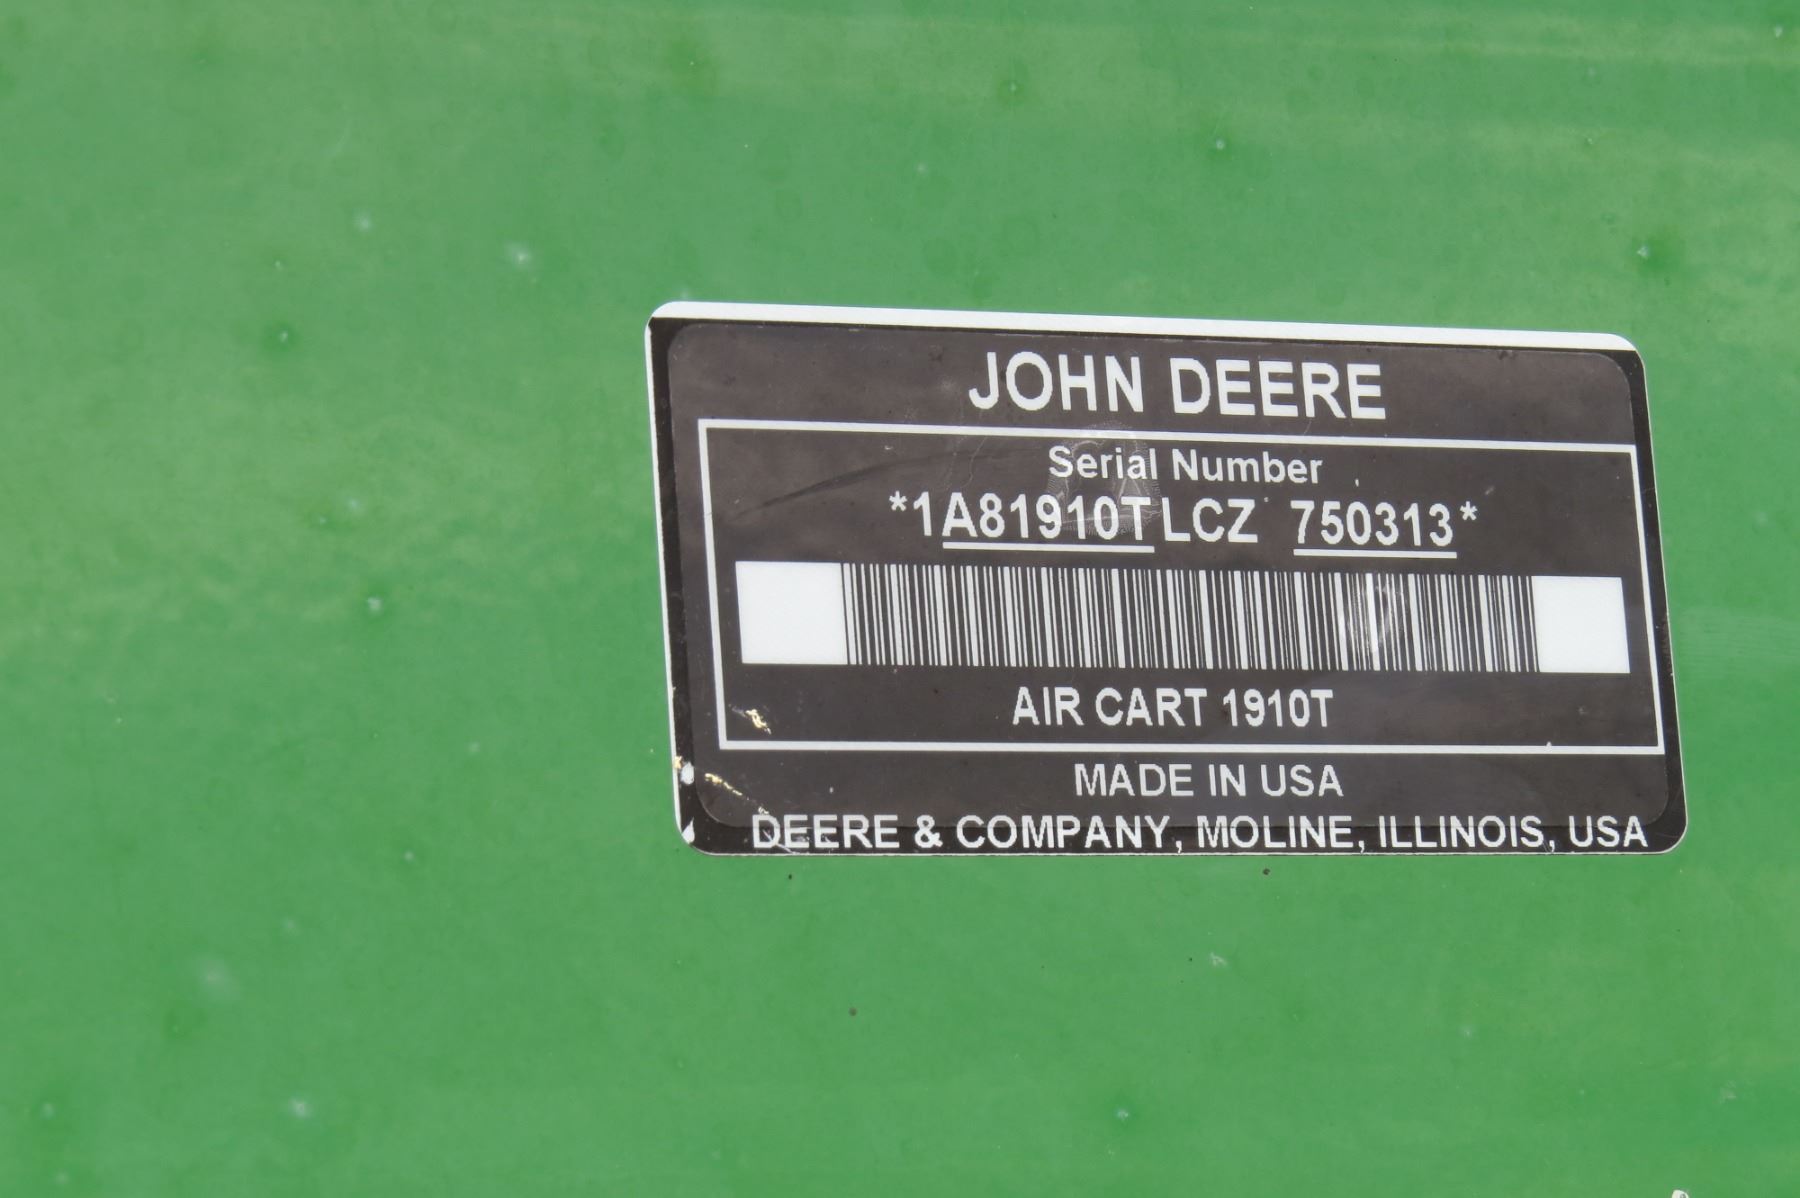 JOHN DEERE
Serial Number
*1A81910TLCZ 750313*
AIR CART 1910T
MADE IN USA
DEERE & COMPANY, MOLINE, ILLINOIS, USA